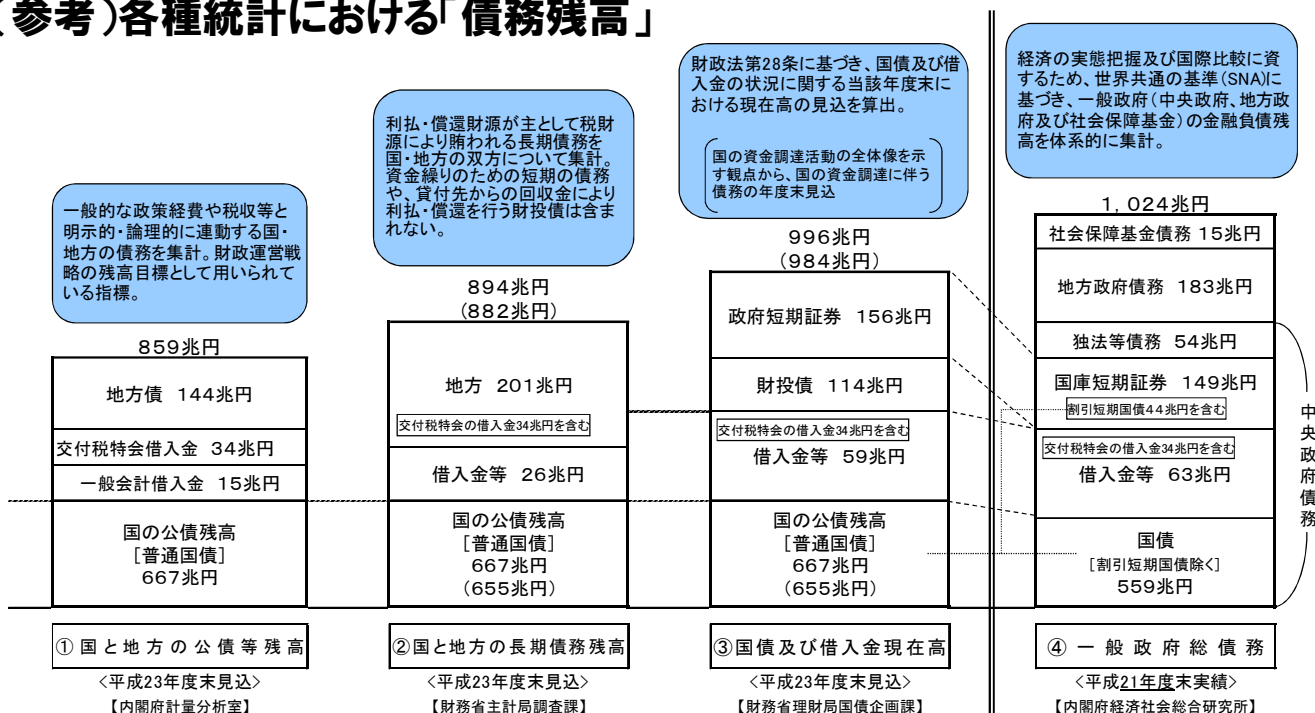 (参考)各種統計における「債務残高」
一般的な政策経費や税収等と
明示的・論理的に連動する国・
地方の債務を集計。財政運営戦
略の残高目標として用いられて
いる指標。
859兆円
地方債 144兆円
交付税特会借入金 34兆円
一般会計借入金 15兆円
国の公債残高
[普通国債]
667兆円
①国と地方の公債等残高
<平成23年度末見込>
【内閣府計量分析室】
利払・償還財源が主として税財
源により賄われる長期債務を
国・地方の双方について集計。
資金繰りのための短期の債務
や、貸付先からの回収金により
利払・償還を行う財投債は含ま
れない。
894兆円
(882兆円)
地方 201兆円
交付税特会の借入金34兆円を含む
借入金等 26兆円
国の公債残高
[普通国債]
667兆円
(655兆円)
②国と地方の長期債務残高
<平成23年度末見込>
【財務省主計局調査課】
財政法第28条に基づき、国債及び借
入金の状況に関する当該年度末に
おける現在高の見込を算出。
国の資金調達活動の全体像を示
す観点から、国の資金調達に伴う
債務の年度末見込
996兆円
(984兆円)
政府短期証券 156兆円
財投債 114兆円
交付税特会の借入金34兆円を含む
借入金等 59兆円
国の公債残高
[普通国債]
667兆円
(655兆円)
③国債及び借入金現在高
<平成23年度末見込>
【財務省理財局国債企画課】
経済の実態把握及び国際比較に資
するため、世界共通の基準(SNA)に
基づき、一般政府(中央政府、地方政
府及び社会保障基金)の金融負債残
高を体系的に集計。
1,024兆円
社会保障基金債務 15兆円
地方政府債務 183兆円
独法等債務 54兆円
国庫短期証券 149兆円
割引短期国債44兆円を含む
交付税特会の借入金34兆円を含む
借入金等 63兆円
国債
[割引短期国債除く]
559兆円
中央政府債務
④一般政府総債務
<平成21年度末実績>
【内閣府経済社会総合研究所】